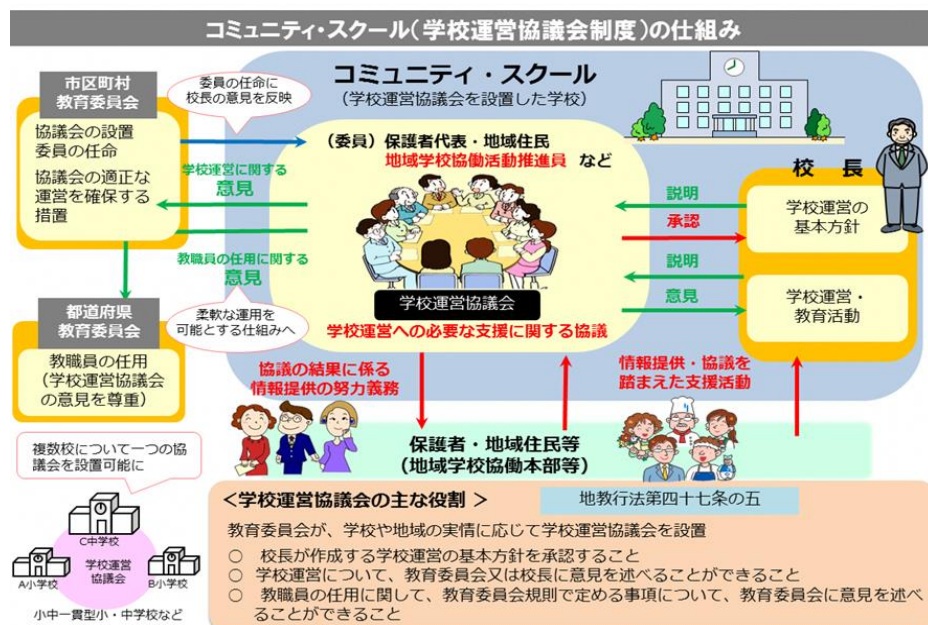 コミュニティ・スクール(学校運営協議会制度)の仕組み
市区町村
教育委員会
協議会の設置
委員の任命
協議会の適正な
運営を確保する
措置
委員の任命に
校長の意見を反映
学校運営に関する
意見
教職員の任用に関する
意見
柔軟な運用を
可能とする仕組みへ
都道府県
教育委員会
教職員の任用
(学校運営協議会
の意見を尊重)
コミュニティ・スクール
(学校運営協議会を設置した学校)
(委員)保護者代表・地域住民
地域学校協働活動推進員 など
学校運営協議会
学校運営への必要な支援に関する協議
説明
承認
説明
意見
校 長
学校運営の
基本方針
学校運営・
教育活動
協議の結果に係る
情報提供の努力義務
情報提供・協議を
踏まえた支援活動
保護者・地域住民等
(地域学校協働本部等)
複数校について一つの協
議会を設置可能に
C中学校
学校運営
協議会
A小学校
B小学校
小中一貫型小・中学校など
<学校運営協議会の主な役割 >
地教行法第四十七条の五
教育委員会が、学校や地域の実情に応じて学校運営協議会を設置
○ 校長が作成する学校運営の基本方針を承認すること
○ 学校運営について、教育委員会又は校長に意見を述べることができること
○ 教職員の任用に関して、教育委員会規則で定める事項について、教育委員会に意見を述べ
ることができること